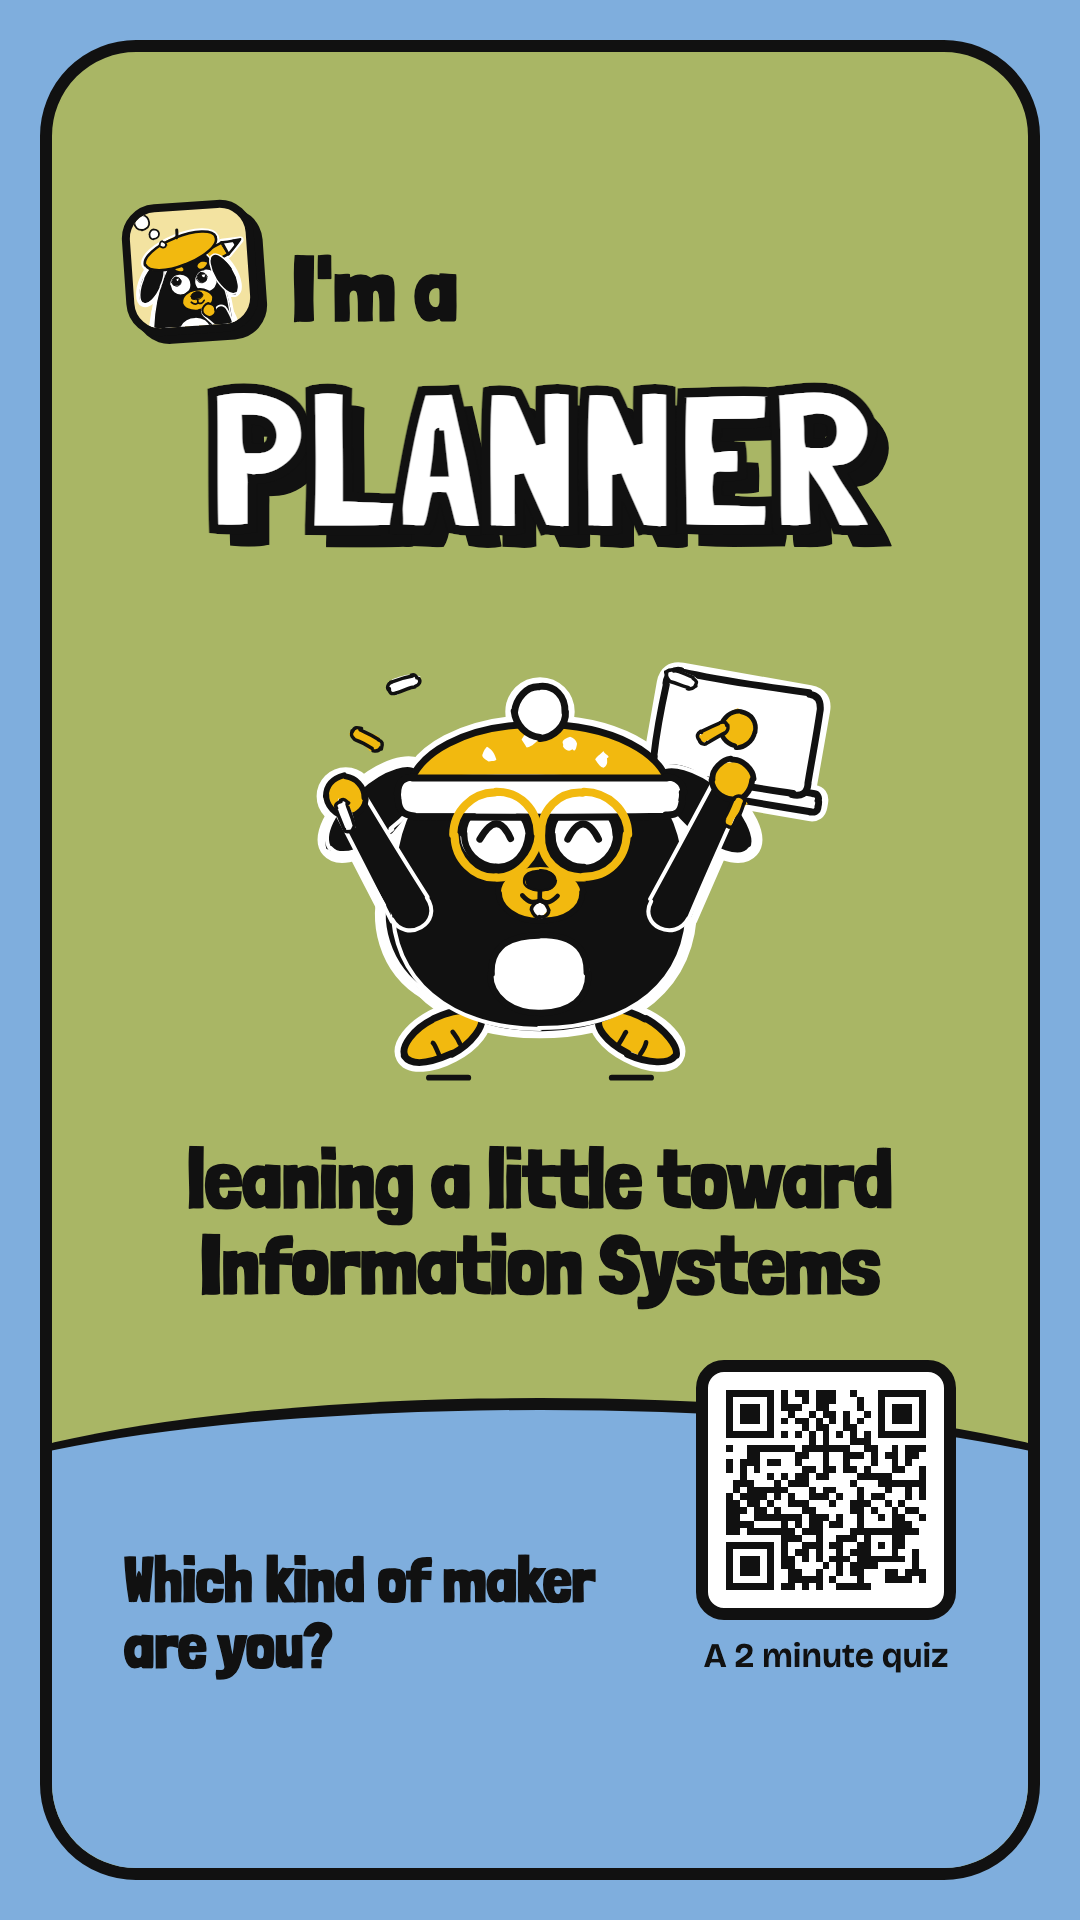 I'm a
PLANNER
leaning a little toward
Information Systems
Which kind of maker
are you?
A 2 minute quiz